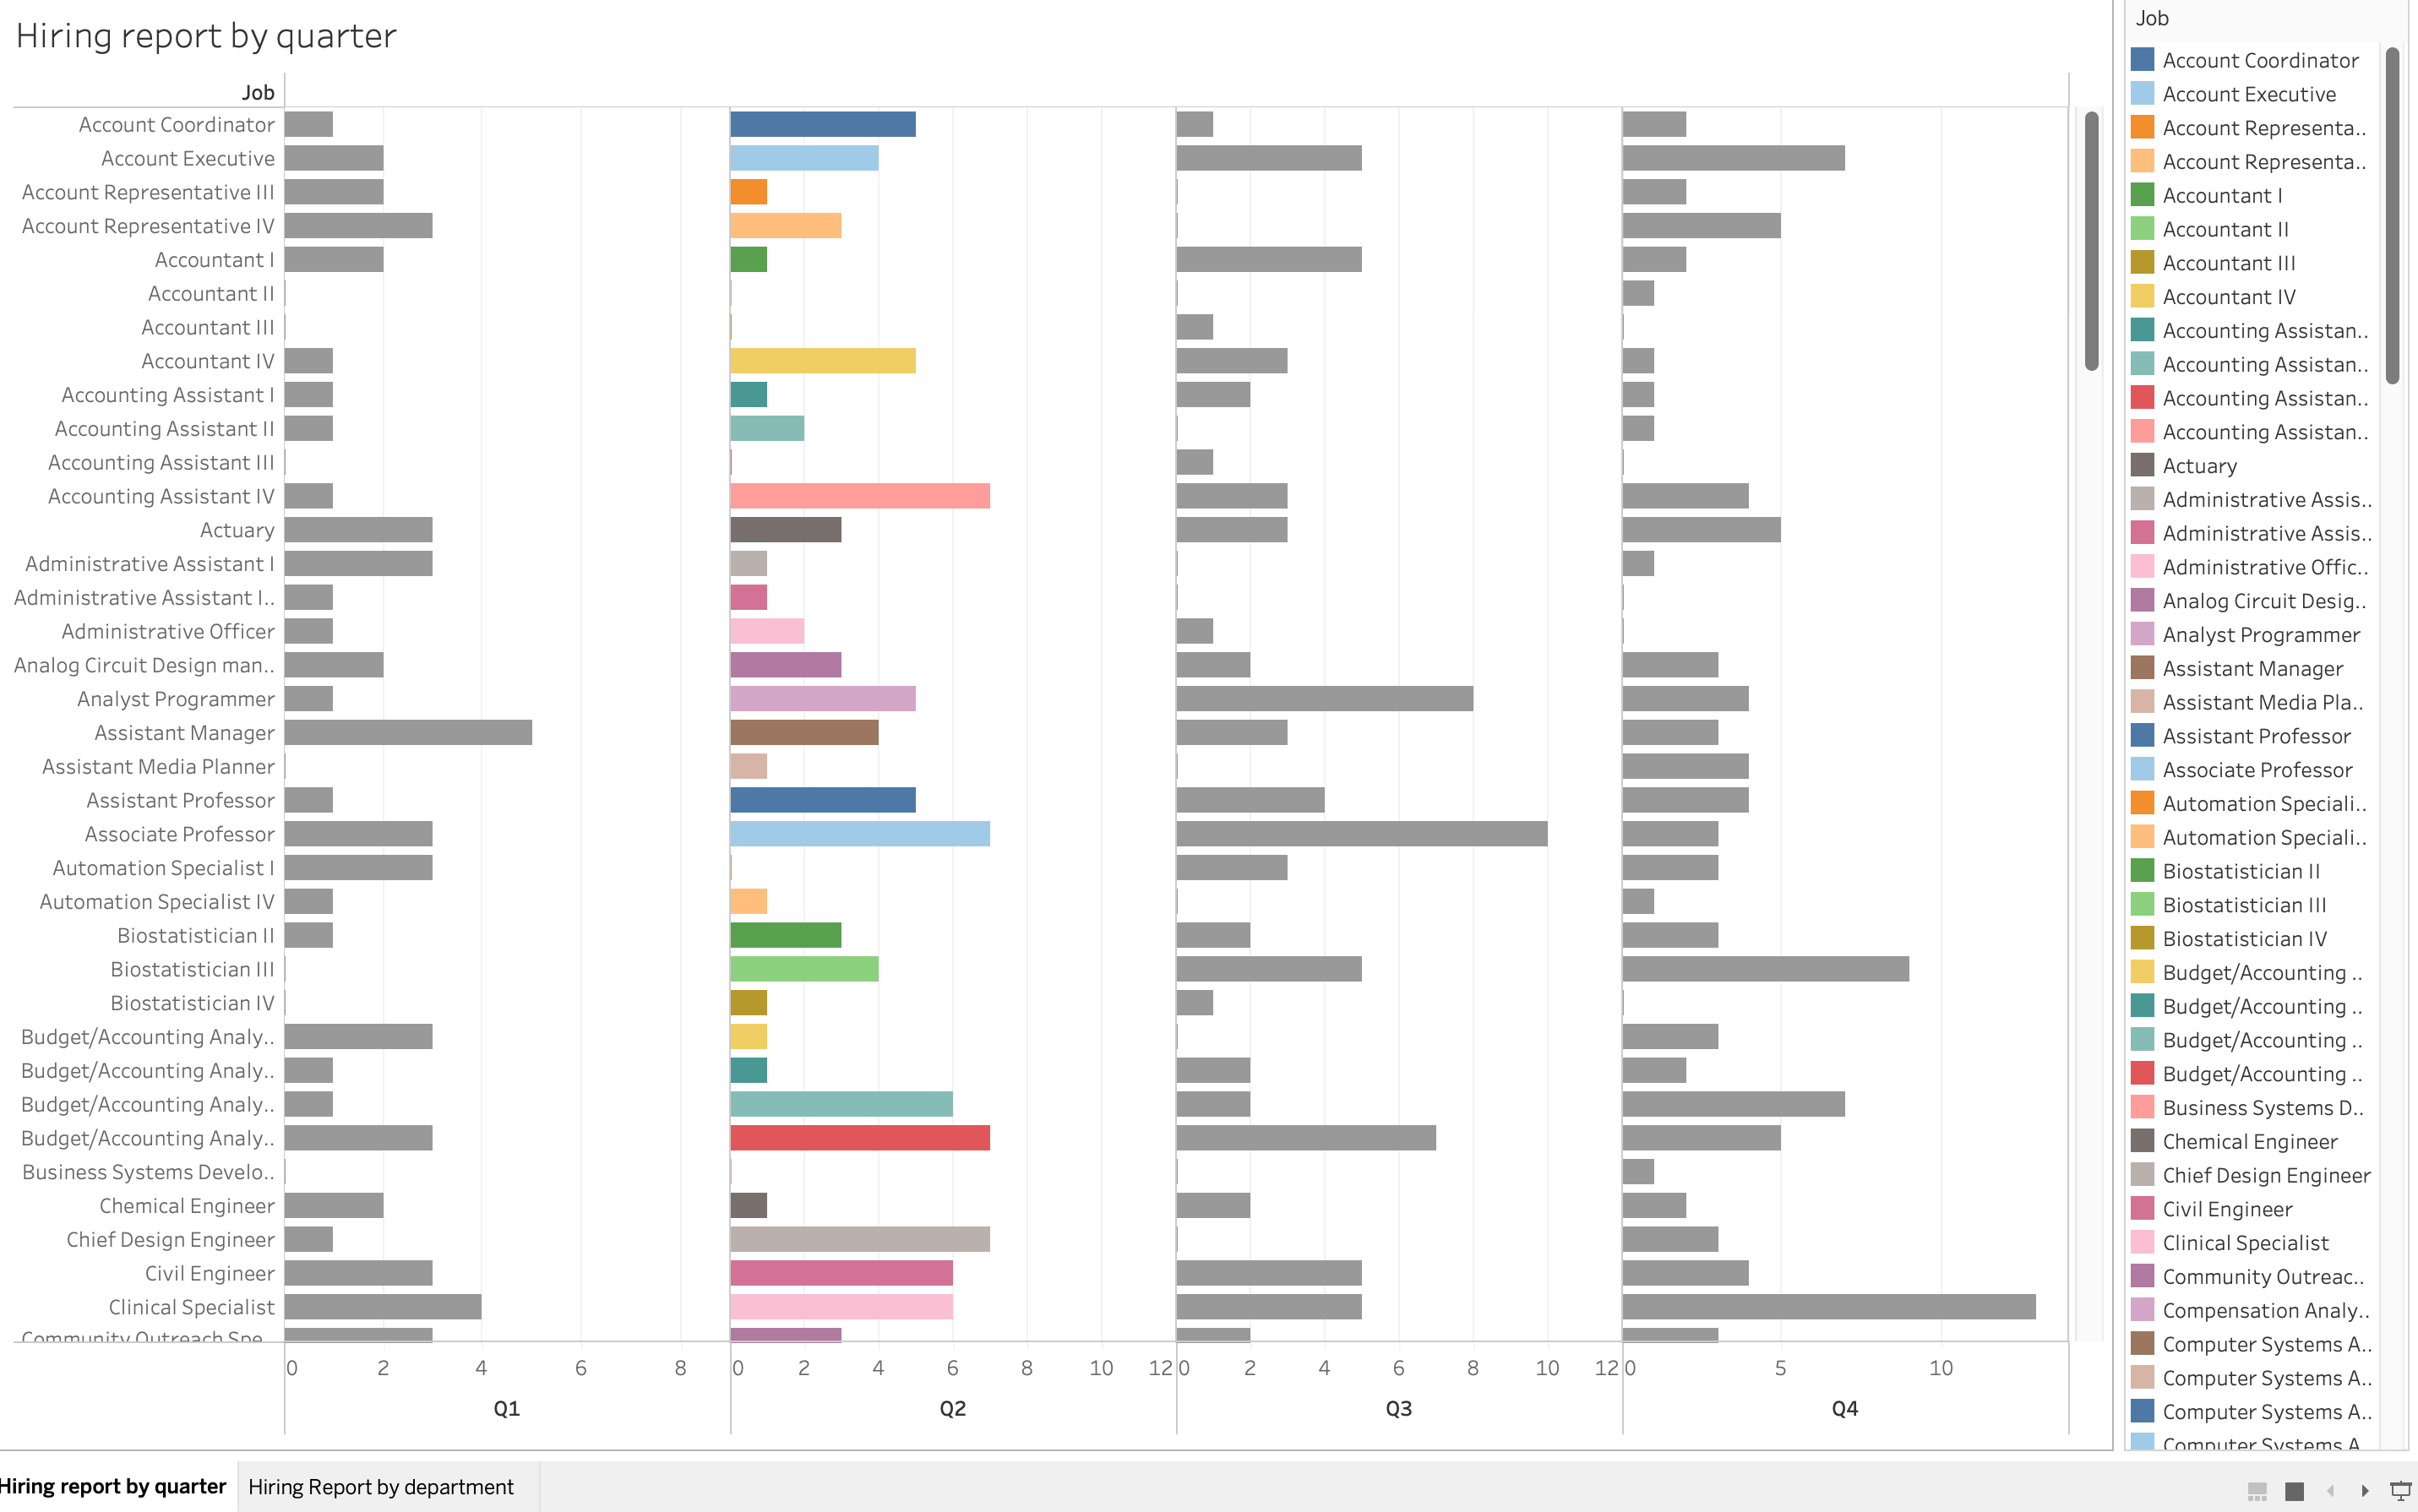 Hiring report by quarter
Job
Account Coordinator
Account Executive
Account Representative III
Account Representative IV
Accountant I
Accountant II
Accountant III
Accountant IV
Accounting Assistant I
Accounting Assistant II
Accounting Assistant III
Accounting Assistant IV
Actuary
Administrative Assistant I
Administrative Assistant I..
Administrative Officer
Analog Circuit Design man..
Analyst Programmer
Assistant Manager
Assistant Media Planner
Assistant Professor
Associate Professor
Automation Specialist I
Automation Specialist IV
Biostatistician II
Biostatistician III
Biostatistician IV
Budget/Accounting Analy..
Budget/Accounting Analy..
Budget/Accounting Analy..
Budget/Accounting Analy..
Business Systems Develo..
Chemical Engineer
Chief Design Engineer
Civil Engineer
Clinical Specialist
Community Outreach Spe..
0 2 4 6 8 0 2 4 6 8 10 12 0 2 4 6 8 10 12 0 5 10
Q1 Q2 Q3 Q4
Job
Account Coordinator
Account Executive
Account Representa..
Account Representa..
Accountant I
Accountant II
Accountant III
Accountant IV
Accounting Assistan..
Accounting Assistan..
Accounting Assistan..
Accounting Assistan..
Actuary
Administrative Assis..
Administrative Assis..
Administrative Offic..
Analog Circuit Desig..
Analyst Programmer
Assistant Manager
Assistant Media Pla..
Assistant Professor
Associate Professor
Automation Speciali..
Automation Speciali..
Biostatistician II
Biostatistician III
Biostatistician IV
Budget/Accounting ..
Budget/Accounting ..
Budget/Accounting ..
Budget/Accounting ..
Business Systems D..
Chemical Engineer
Chief Design Engineer
Civil Engineer
Clinical Specialist
Community Outreac..
Compensation Analy..
Computer Systems A..
Computer Systems A..
Computer Systems A..
Computer Systems A..
Hiring report by quarter
Hiring Report by department